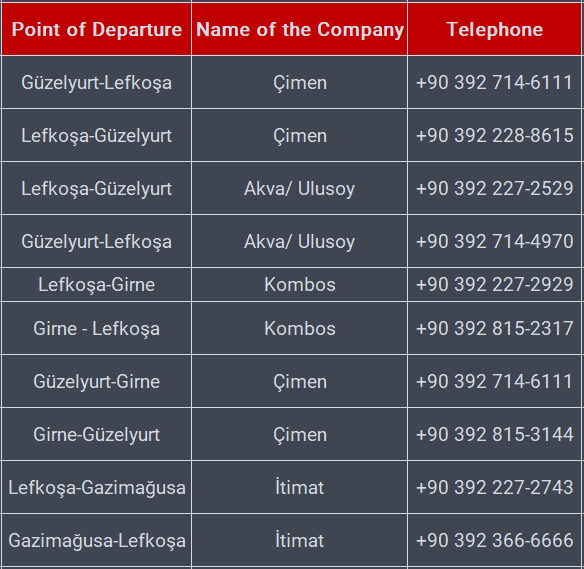 Point of Departure Name of the Company Telephone
Güzelyurt-Lefkoşa Çimen +90 392 714-6111
Lefkoşa-Güzelyurt Çimen +90 392 228-8615
Lefkoşa-Güzelyurt Akva/ Ulusoy +90 392 227-2529
Güzelyurt-Lefkoşa Akva/ Ulusoy +90 392 714-4970
Lefkoşa-Girne Kombos +90 392 227-2929
Girne - Lefkoşa Kombos +90 392 815-2317
Güzelyurt-Girne Çimen +90 392 714-6111
Girne-Güzelyurt Çimen +90 392 815-3144
Lefkoşa-Gazimağusa İtimat +90 392 227-2743
Gazimağusa-Lefkoşa İtimat +90 392 366-6666